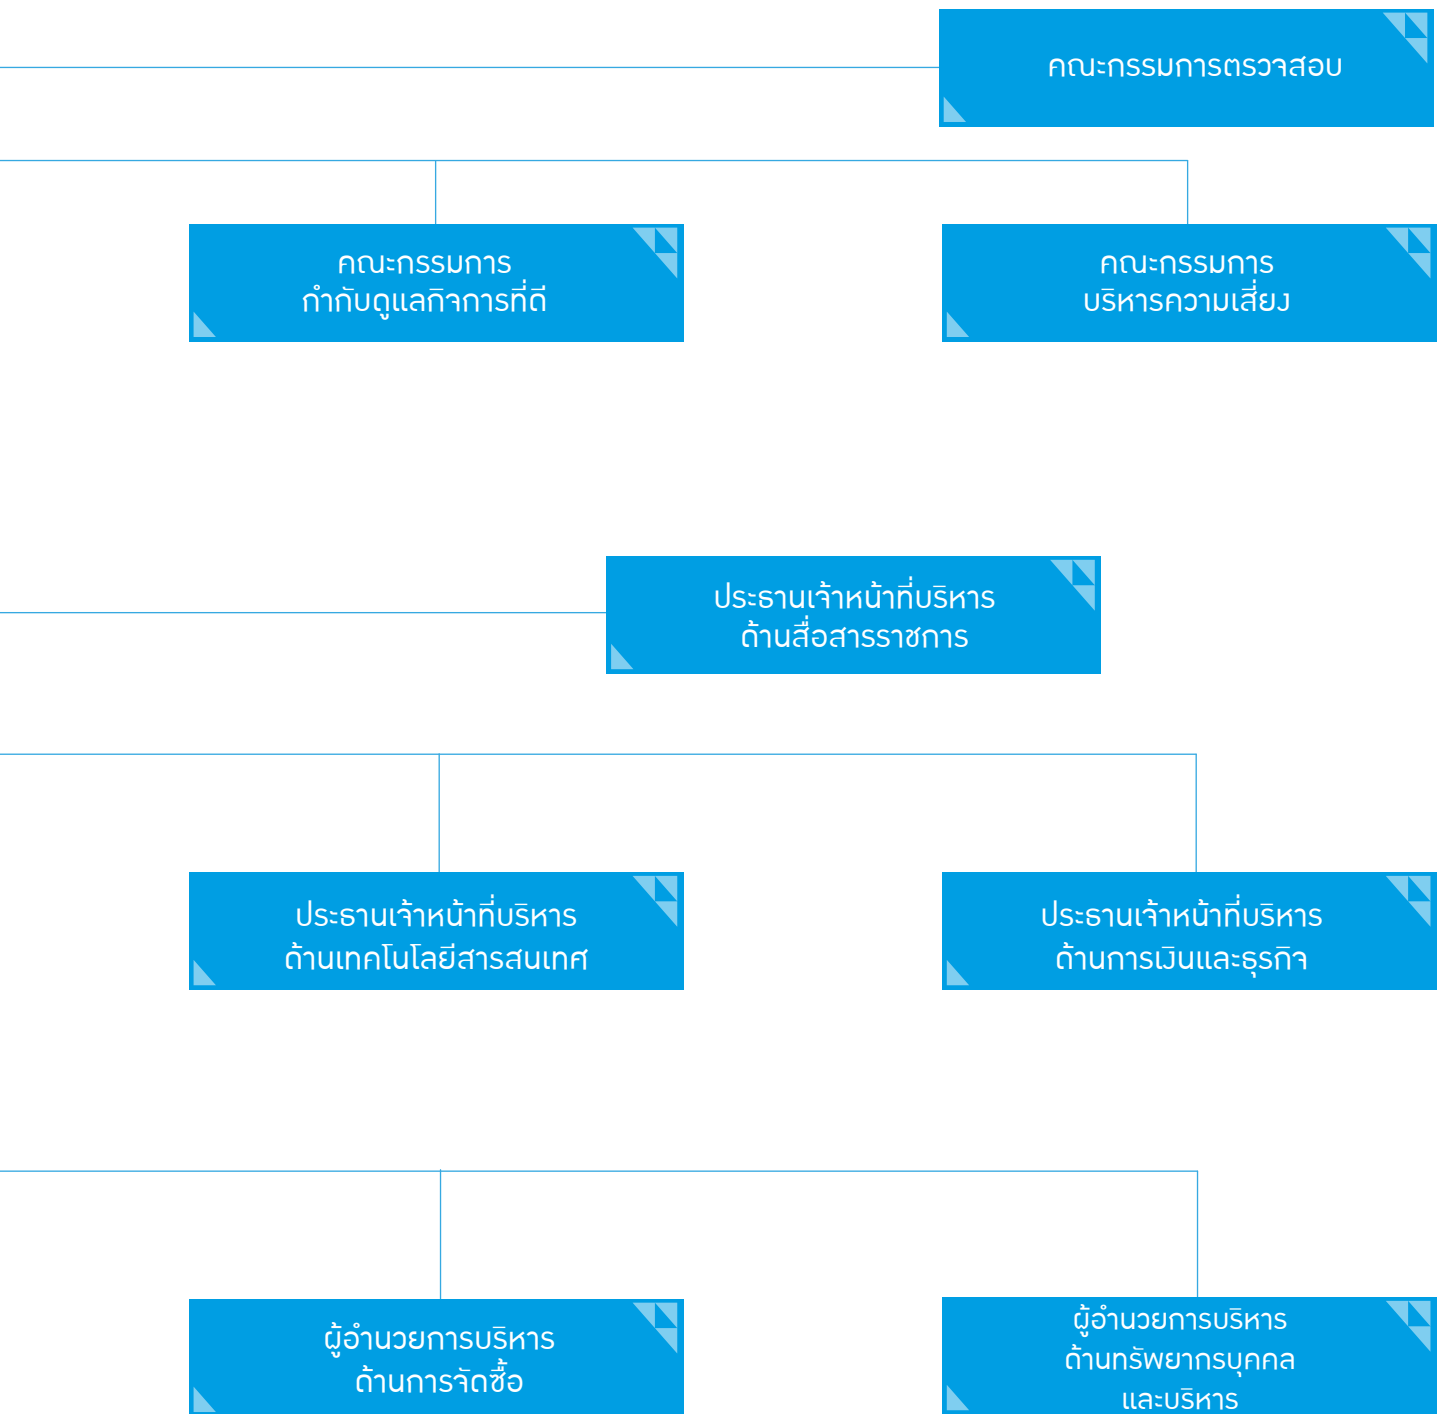 คณะกรรมการตรวจสอบ
คณะกรรมการ
กำกับดูแลกิจการที่ดี
คณะกรรมการ
บริหารความเสี่ยง
ประธานเจ้าหน้าที่บริหาร
ด้านสื่อสารราชการ
ประธานเจ้าหน้าที่บริหาร
ด้านเทคโนโลยีสารสนเทศ
ประธานเจ้าหน้าที่บริหาร
ด้านการเงินและธุรกิจ
ผู้อำนวยการบริหาร
ด้านการจัดซื้อ
ผู้อำนวยการบริหาร
ด้านทรัพยากรบุคคล
และบริหาร